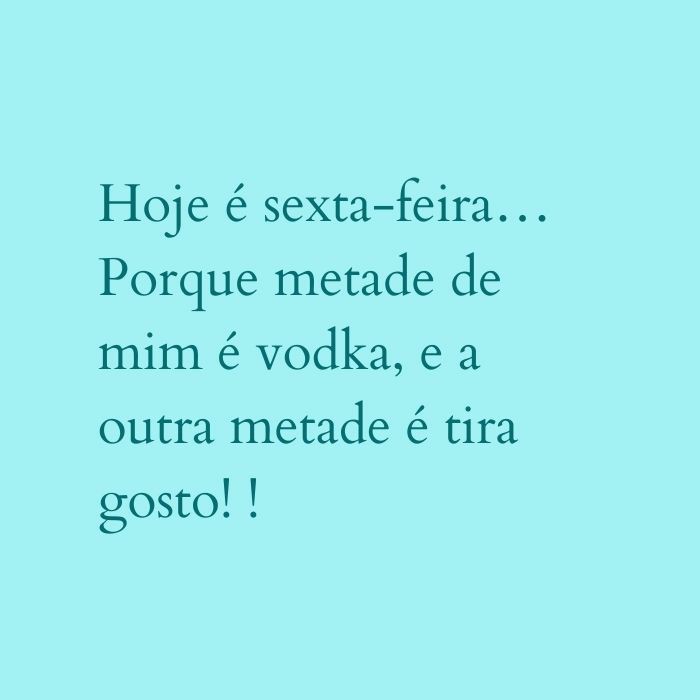 Hoje é sexta-feira…
Porque metade de
mim é vodka, e a
outra metade é tira
gosto! !